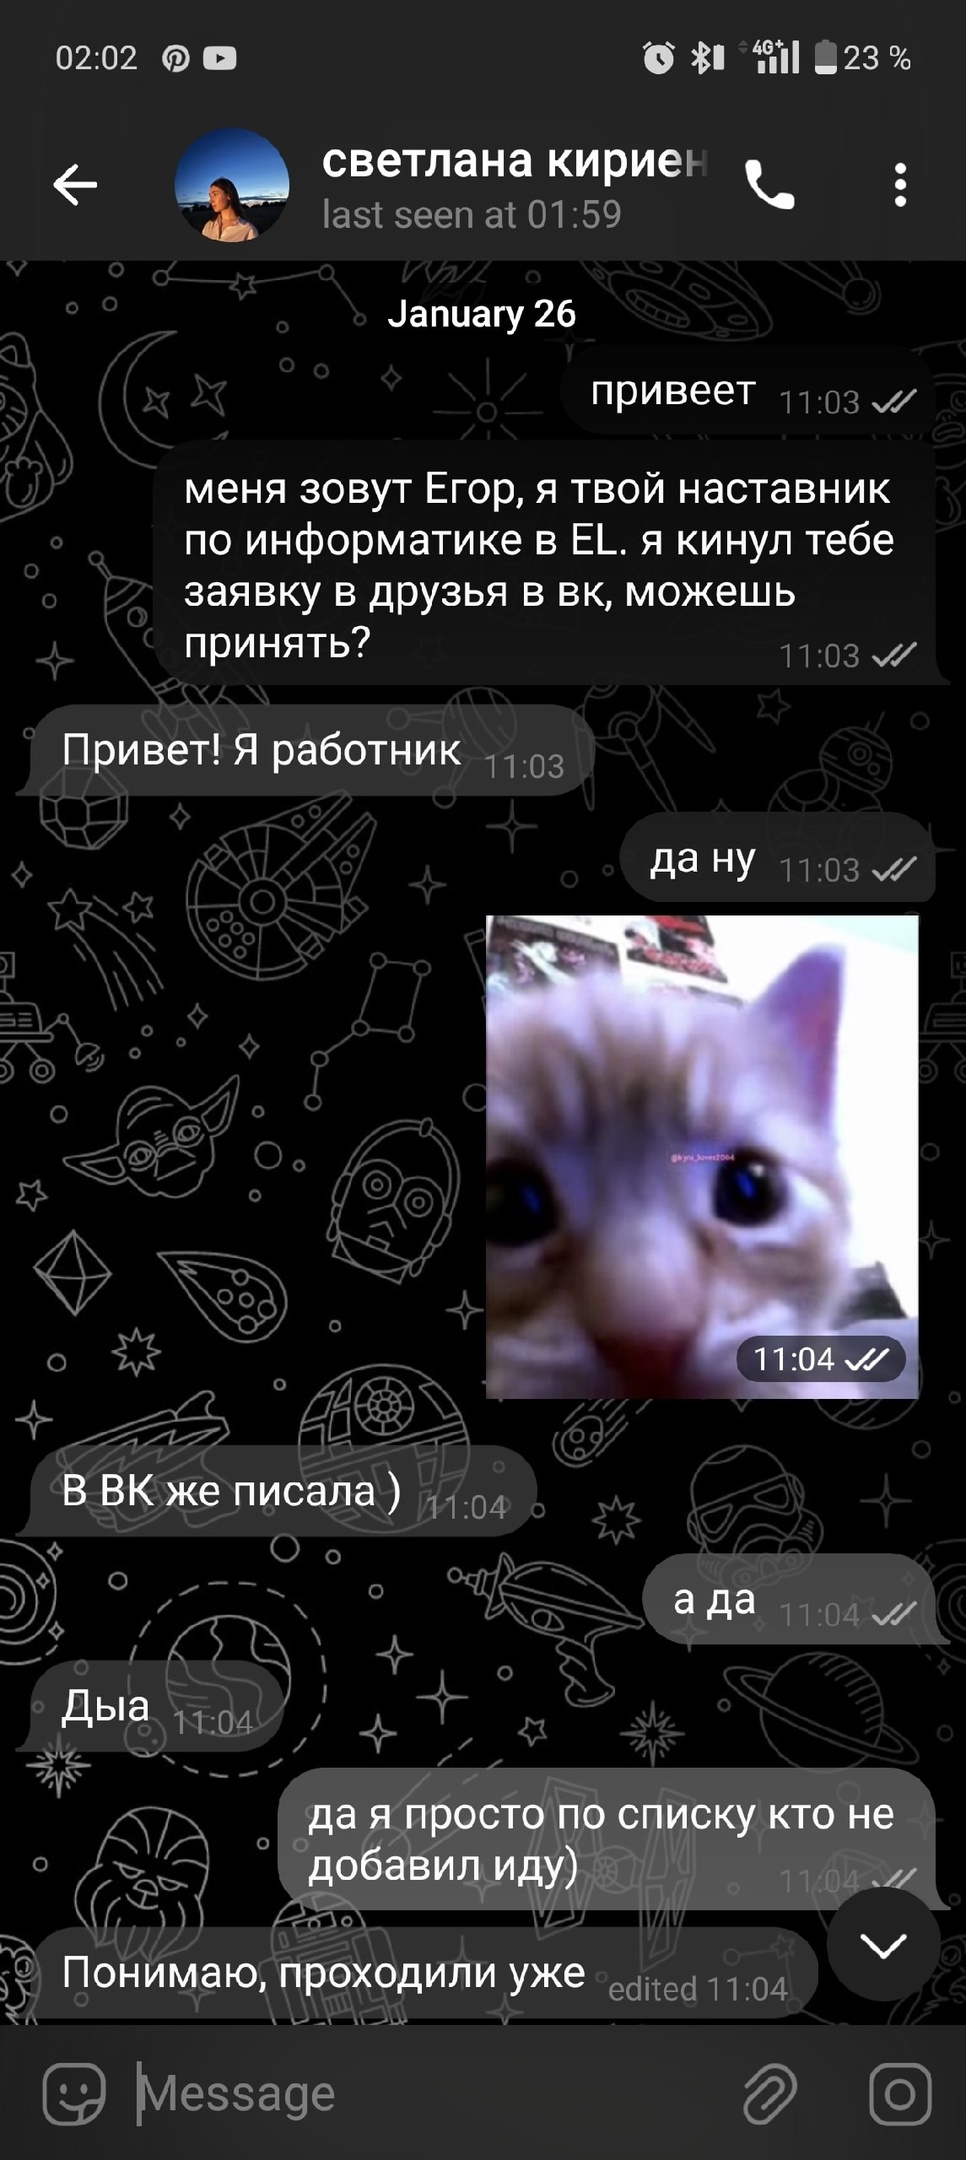 02:02
4G+
23 %
светлана кириен
last seen at 01:59
January 26
привеет 11:03
меня зовут Егор, я твой наставник
по информатике в EL. я кинул тебе
заявку в друзья в вк, можешь
принять? 11:03
Привет! Я работник 11:03
да ну 11:03
@kyni_lover2004
11:04
В ВК же писала ) 11:04
а да 11:04
Дыа 11:04
да я просто по списку кто не
добавил иду) 11:04
Понимаю, проходили уже edited 11:04
Message